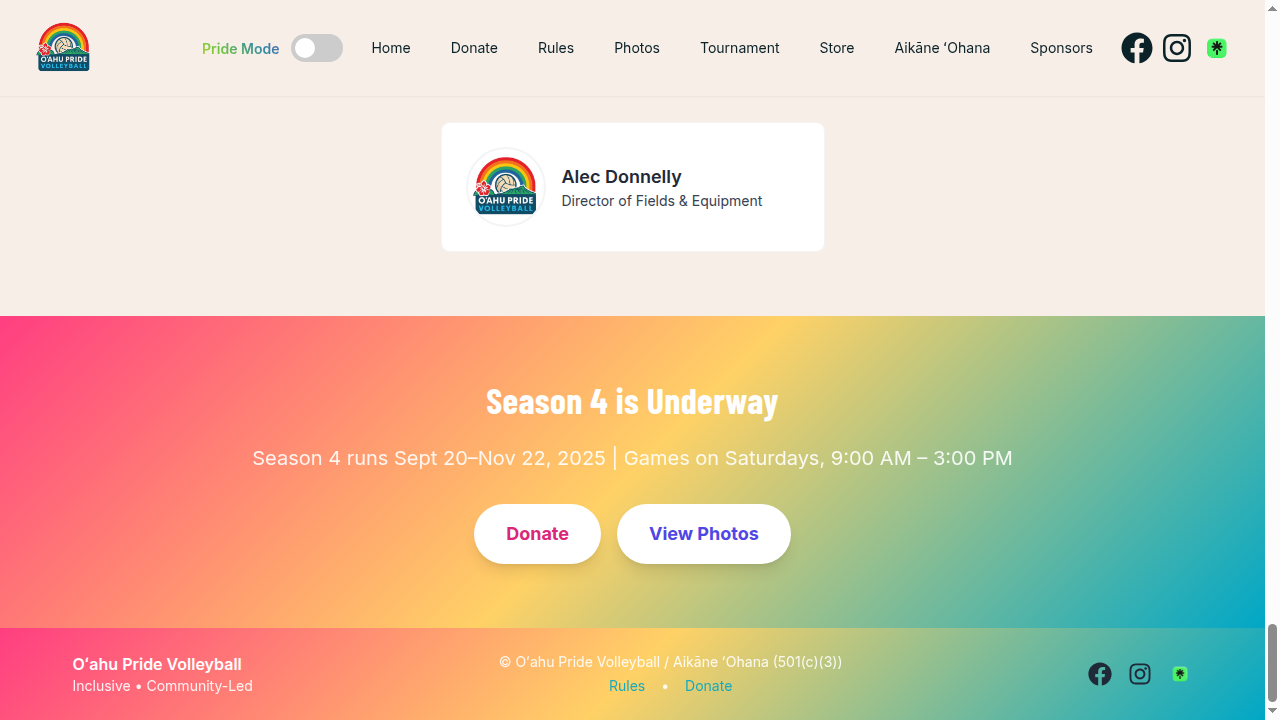 OʻAHU PRIDE
VOLLEYBALL
Pride Mode
Home
Donate
Rules
Photos
Tournament
Store
Aikāne ʻOhana
Sponsors
OʻAHU PRIDE
VOLLEYBALL
Alec Donnelly
Director of Fields & Equipment
Season 4 is Underway
Season 4 runs Sept 20–Nov 22, 2025 | Games on Saturdays, 9:00 AM – 3:00 PM
Donate
View Photos
Oʻahu Pride Volleyball
Inclusive • Community-Led
© Oʻahu Pride Volleyball / Aikāne ʻOhana (501(c)(3))
Rules • Donate